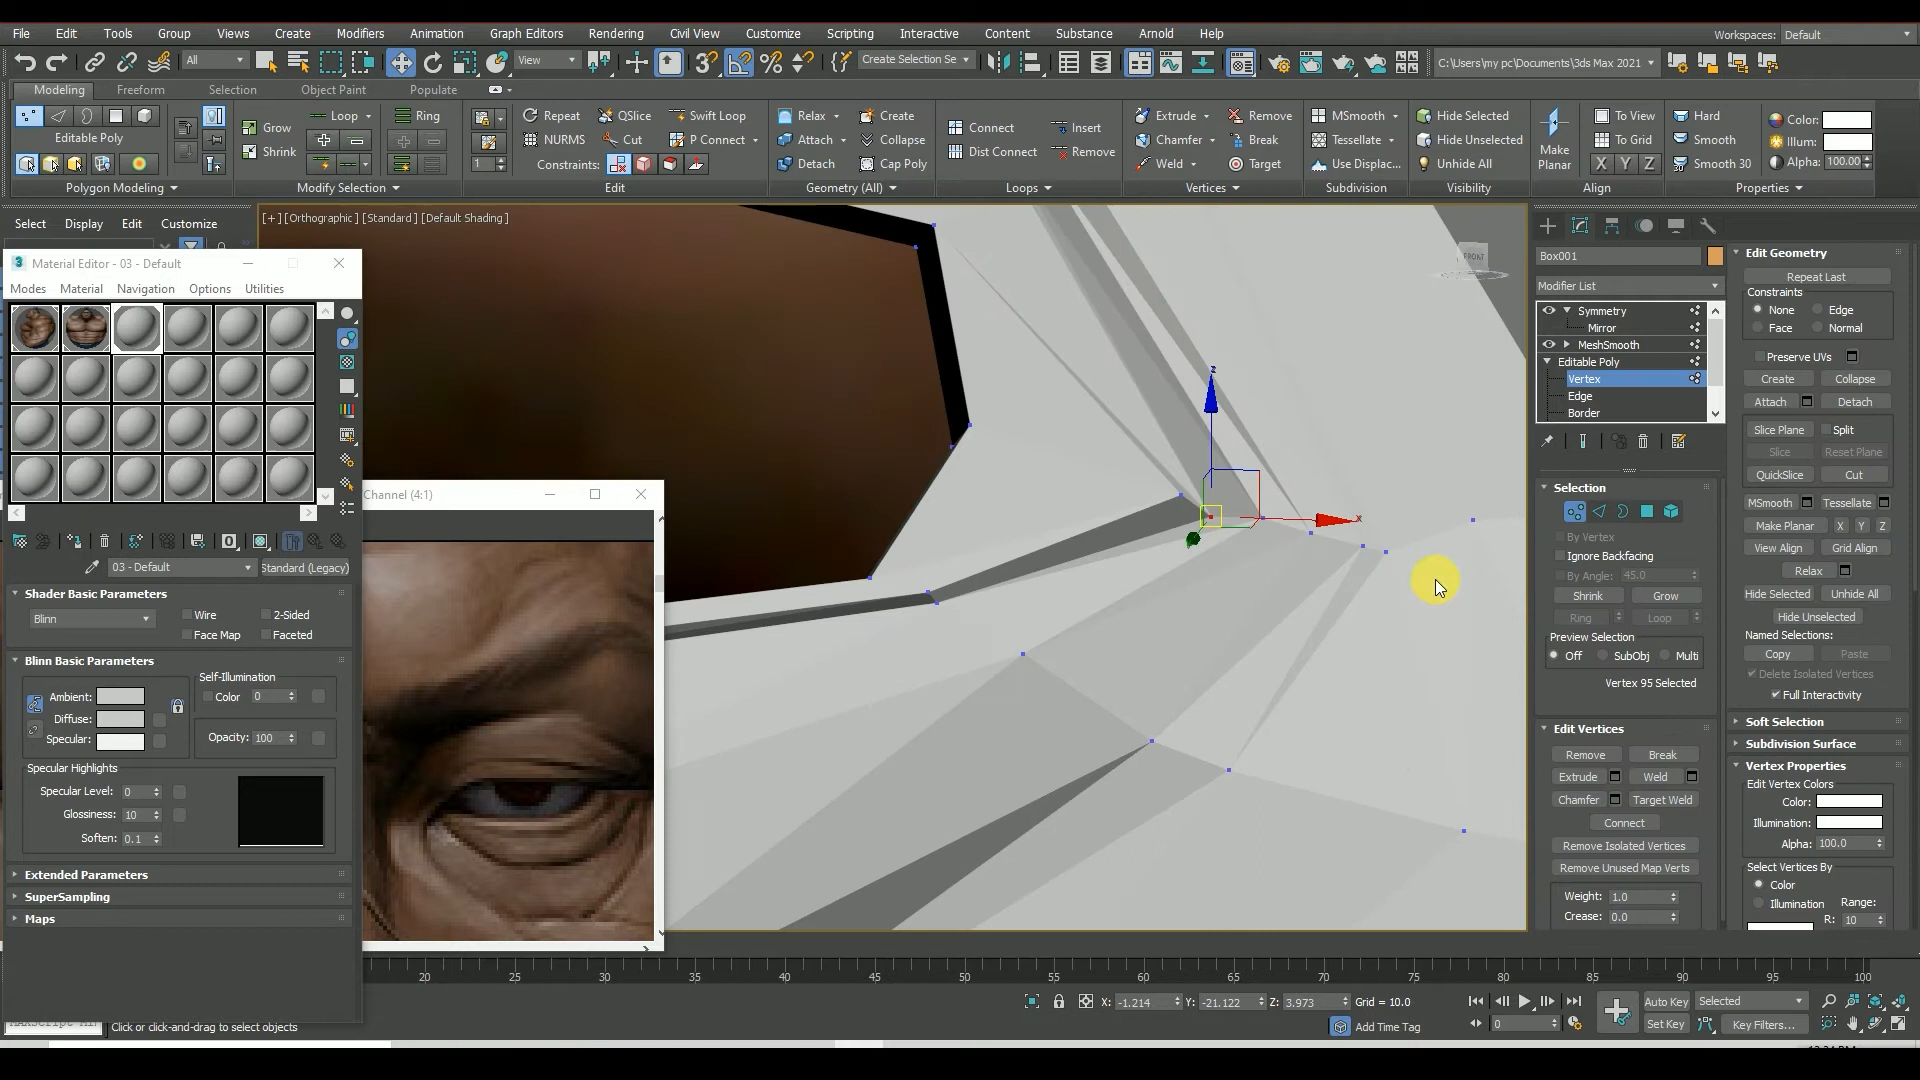 File Edit Tools Group Views Create Modifiers Animation Graph Editors Rendering Civil View Customize Scripting Interactive Content Substance Arnold Help Workspaces: Default
All View Create Selection Se C:\Users\my pc\Documents\3ds Max 2021
Modeling Freeform Selection Object Paint Populate
Loop Ring Repeat QSlice Swift Loop Relax Create Connect Insert Extrude Remove MSmooth Hide Selected To View Hard Color:
Editable Poly Grow NURMS Cut P Connect Attach Collapse Dist Connect Remove Chamfer Break Tessellate Hide Unselected Make Planar To Grid Smooth Illum:
Shrink 1 Constraints: Detach Cap Poly Weld Target Use Displac... Unhide All X Y Z Smooth 30 Alpha: 100.00
Polygon Modeling Modify Selection Edit Geometry (All) Loops Vertices Subdivision Visibility Align Properties
Select Display Edit Customize
[+] [Orthographic] [Standard] [Default Shading]
FRONT
3 Material Editor - 03 - Default
Modes Material Navigation Options Utilities
Channel (4:1)
03 - Default Standard (Legacy)
Shader Basic Parameters
Blinn Wire 2-Sided
Face Map Faceted
Blinn Basic Parameters
Self-Illumination
Ambient: Color 0
Diffuse:
Specular: Opacity: 100
Specular Highlights
Specular Level: 0
Glossiness: 10
Soften: 0.1
Extended Parameters
SuperSampling
Maps
z
x
Box001
Modifier List
Symmetry
Mirror
MeshSmooth
Editable Poly
Vertex
Edge
Border
Selection
By Vertex
Ignore Backfacing
By Angle: 45.0
Shrink Grow
Ring Loop
Preview Selection
Off SubObj Multi
Vertex 95 Selected
Edit Vertices
Remove Break
Extrude Weld
Chamfer Target Weld
Connect
Remove Isolated Vertices
Remove Unused Map Verts
Weight: 1.0
Crease: 0.0
Edit Geometry
Repeat Last
Constraints
None Edge
Face Normal
Preserve UVs
Create Collapse
Attach Detach
Slice Plane Split
Slice Reset Plane
QuickSlice Cut
MSmooth Tessellate
Make Planar X Y Z
View Align Grid Align
Relax
Hide Selected Unhide All
Hide Unselected
Named Selections:
Copy Paste
Delete Isolated Vertices
Full Interactivity
Soft Selection
Subdivision Surface
Vertex Properties
Edit Vertex Colors
Color:
Illumination:
Alpha: 100.0
Select Vertices By
Color
Illumination Range:
R: 10
20 25 30 35 40 45 50 55 60 65 70 75 80 85 90 95 100
X: -1.214 Y: -21.122 Z: 3.973 Grid = 10.0 Auto Key Selected
Click or click-and-drag to select objects Add Time Tag 0 Set Key Key Filters...